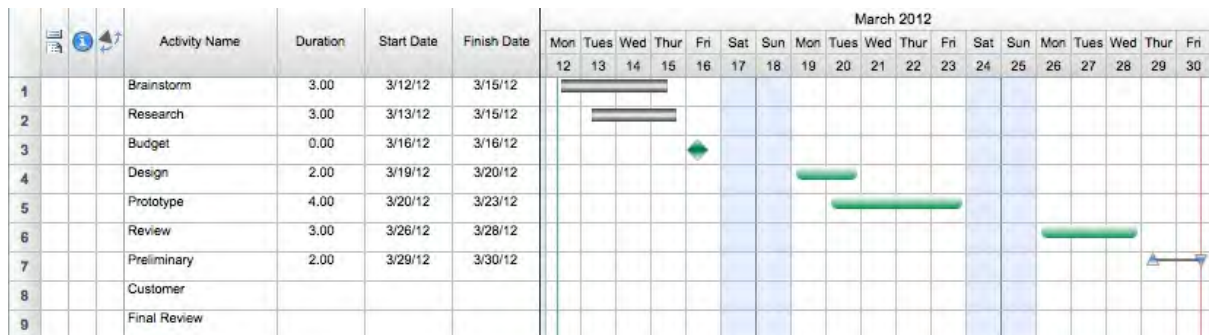 March 2012
Activity Name Duration Start Date Finish Date Mon Tues Wed Thur Fri Sat Sun Mon Tues Wed Thur Fri Sat Sun Mon Tues Wed Thur Fri
12 13 14 15 16 17 18 19 20 21 22 23 24 25 26 27 28 29 30
1 Brainstorm 3.00 3/12/12 3/15/12
2 Research 3.00 3/13/12 3/15/12
3 Budget 0.00 3/16/12 3/16/12
4 Design 2.00 3/19/12 3/20/12
5 Prototype 4.00 3/20/12 3/23/12
6 Review 3.00 3/26/12 3/28/12
7 Preliminary 2.00 3/29/12 3/30/12
8 Customer
9 Final Review